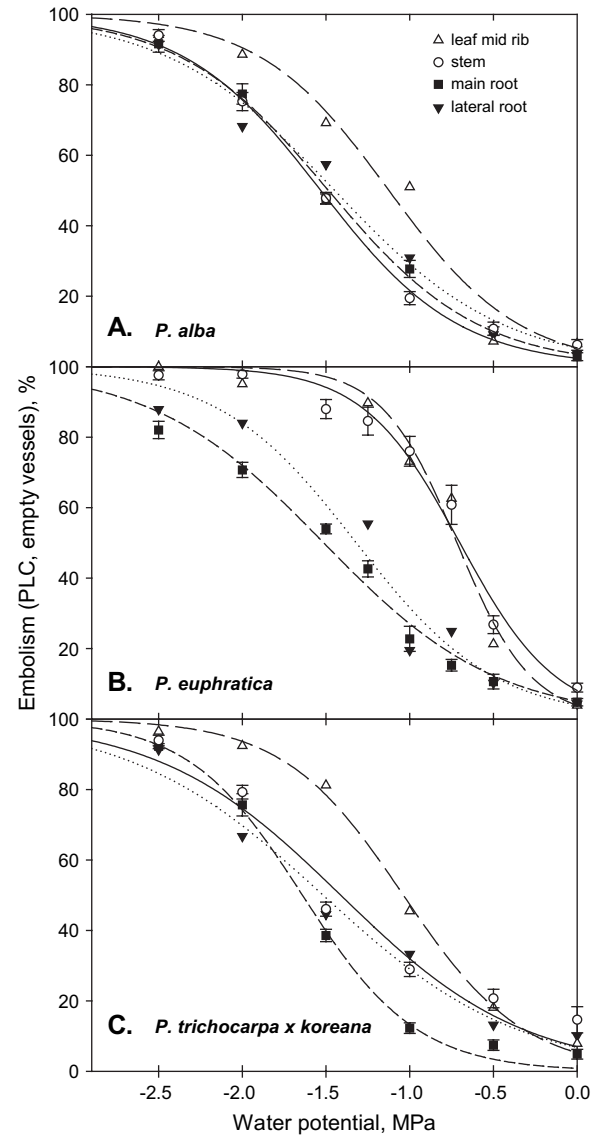 100
leaf mid rib
stem
80
main root
lateral root
60
40
20
A. P. alba
100
80
60
40
20
B. P. euphratica
100
80
60
40
20
C. P. trichocarpa x koreana
0
-2.5 -2.0 -1.5 -1.0 -0.5 0.0
Water potential, MPa
Embolism (PLC, empty vessels), %